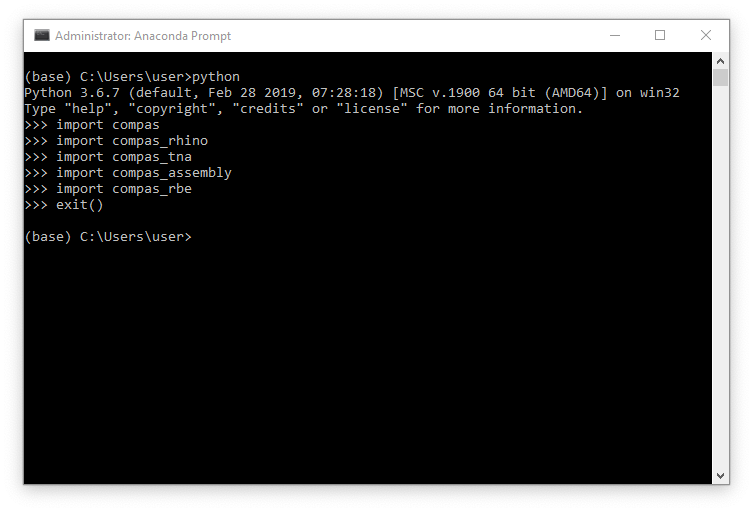 Administrator: Anaconda Prompt
(base) C:\Users\user>python
Python 3.6.7 (default, Feb 28 2019, 07:28:18) [MSC v.1900 64 bit (AMD64)] on win32
Type "help", "copyright", "credits" or "license" for more information.
>>> import compas
>>> import compas_rhino
>>> import compas_tna
>>> import compas_assembly
>>> import compas_rbe
>>> exit()
(base) C:\Users\user>